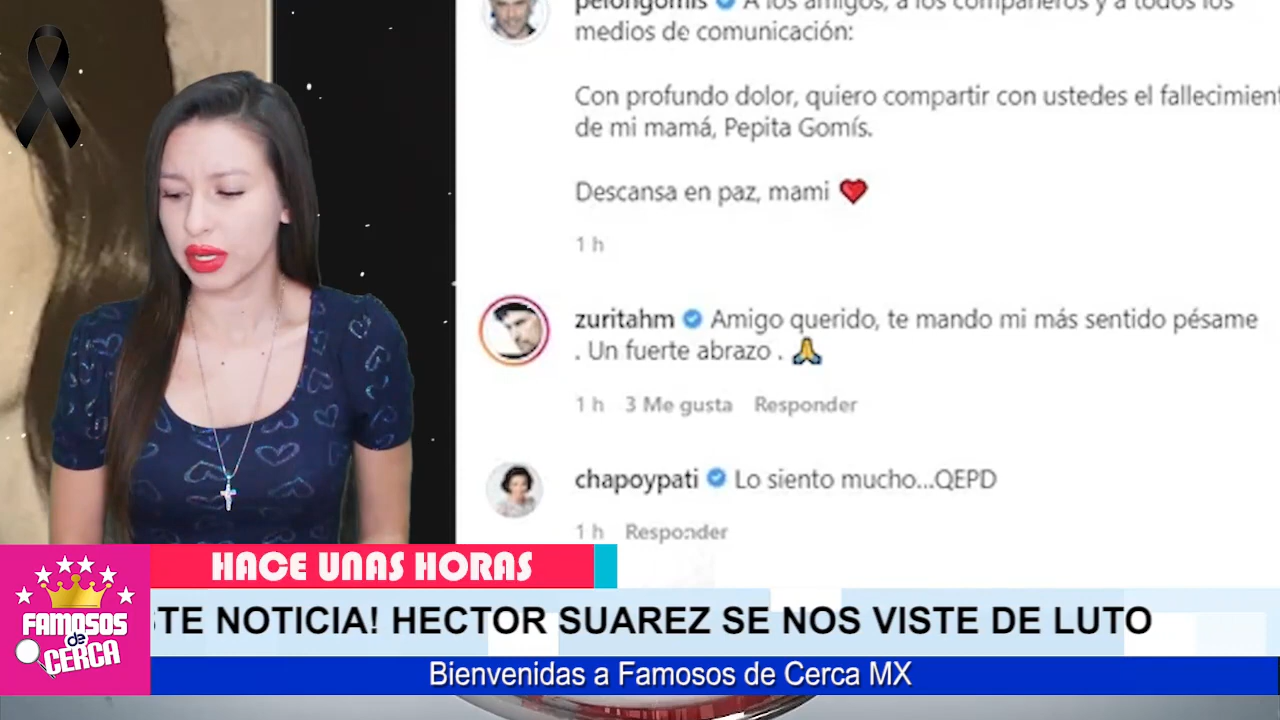 pelongomis A los amigos, a los compañeros y a todos los
medios de comunicación:
Con profundo dolor, quiero compartir con ustedes el fallecimient
de mi mamá, Pepita Gomís.
Descansa en paz, mami ❤️
1 h
zuritahm Amigo querido, te mando mi más sentido pésame
. Un fuerte abrazo . 🙏
1 h 3 Me gusta Responder
chapoypati Lo siento mucho...QEPD
1 h Responder
HACE UNAS HORAS
STE NOTICIA! HECTOR SUAREZ SE NOS VISTE DE LUTO
FAMOSOS
de
CERCA
Bienvenidas a Famosos de Cerca MX